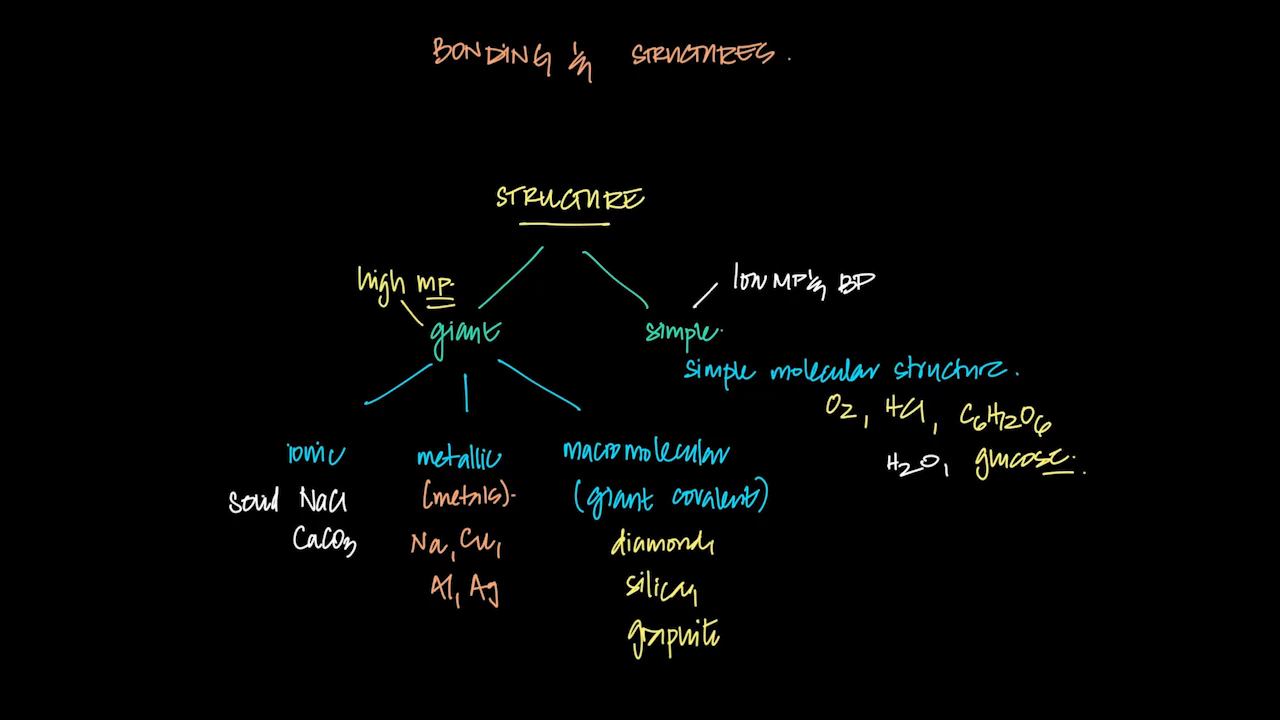 BONDING & STRUCTURES.
STRUCTURE
high mp.
low MP & BP
giant
simple.
simple molecular structure.
O2, HCl, C6H12O6
H2O, glucose.
ionic
metallic
macromolecular
solid NaCl
(metals).
(giant covalent)
CaCO3
Na, Cu,
diamond,
Al, Ag
silica,
graphite